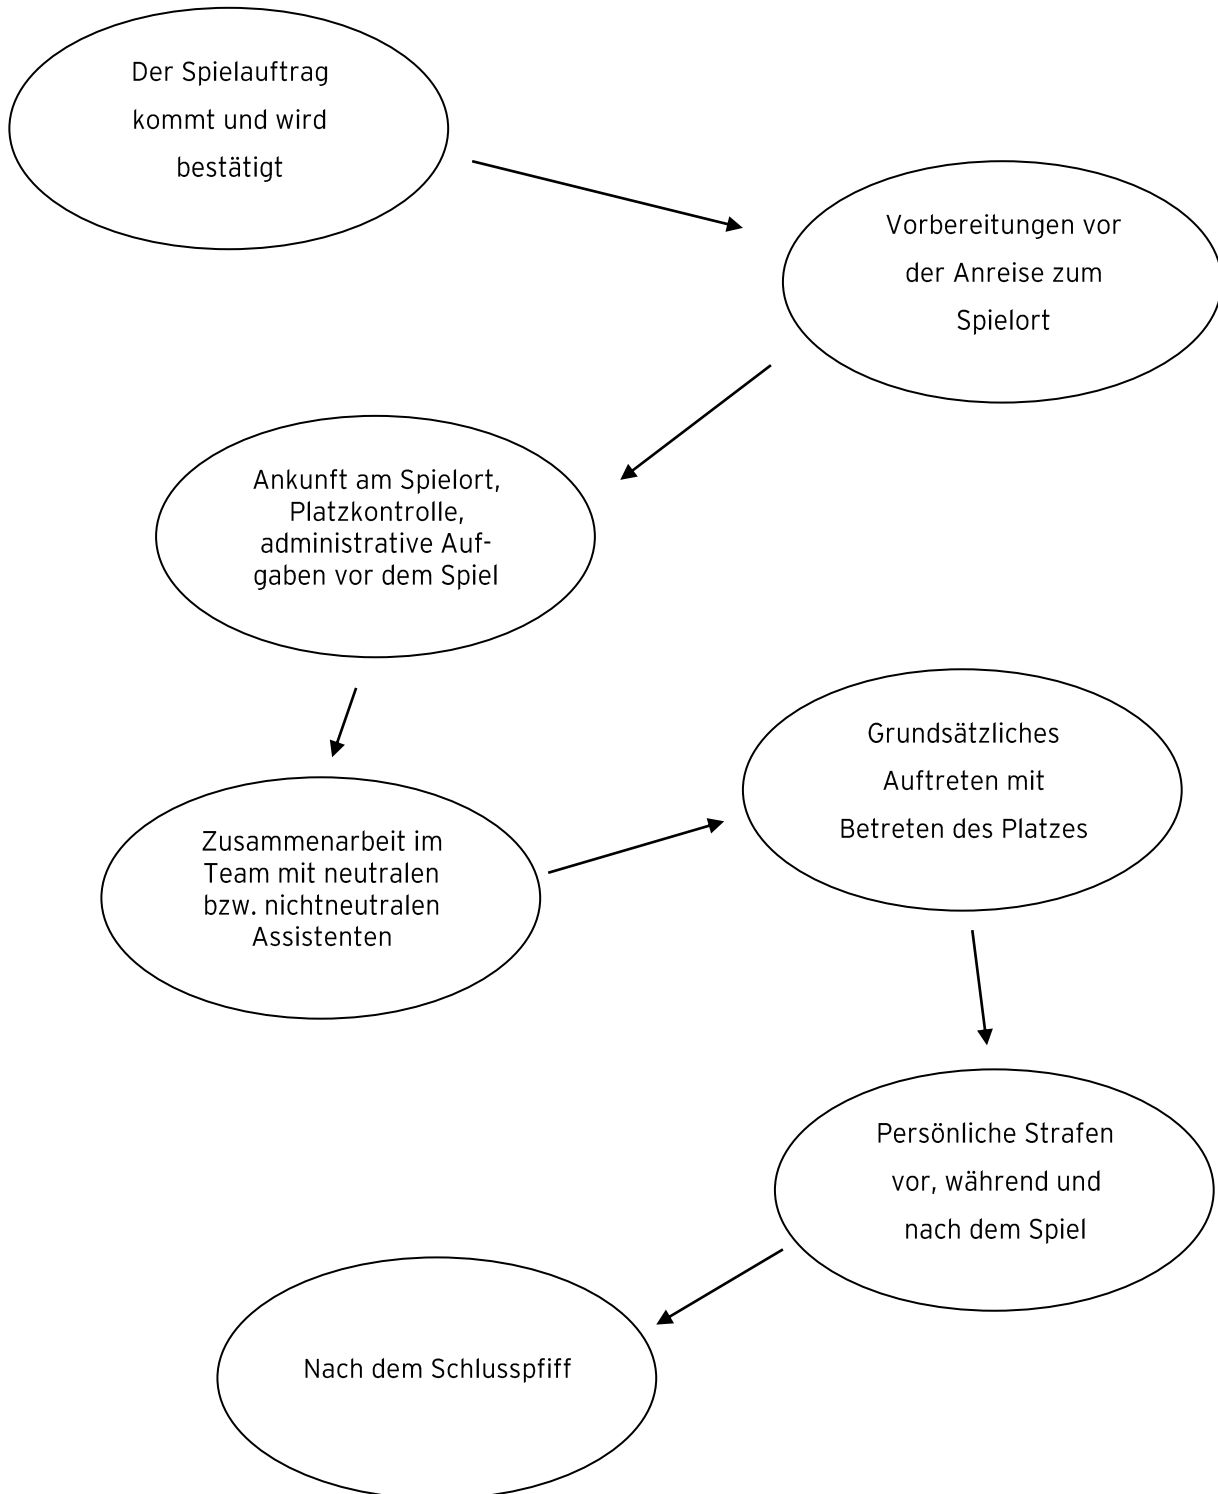 Der Spielauftrag
kommt und wird
bestätigt
Vorbereitungen vor
der Anreise zum
Spielort
Ankunft am Spielort,
Platzkontrolle,
administrative Auf-
gaben vor dem Spiel
Zusammenarbeit im
Team mit neutralen
bzw. nichtneutralen
Assistenten
Grundsätzliches
Auftreten mit
Betreten des Platzes
Persönliche Strafen
vor, während und
nach dem Spiel
Nach dem Schlusspfiff